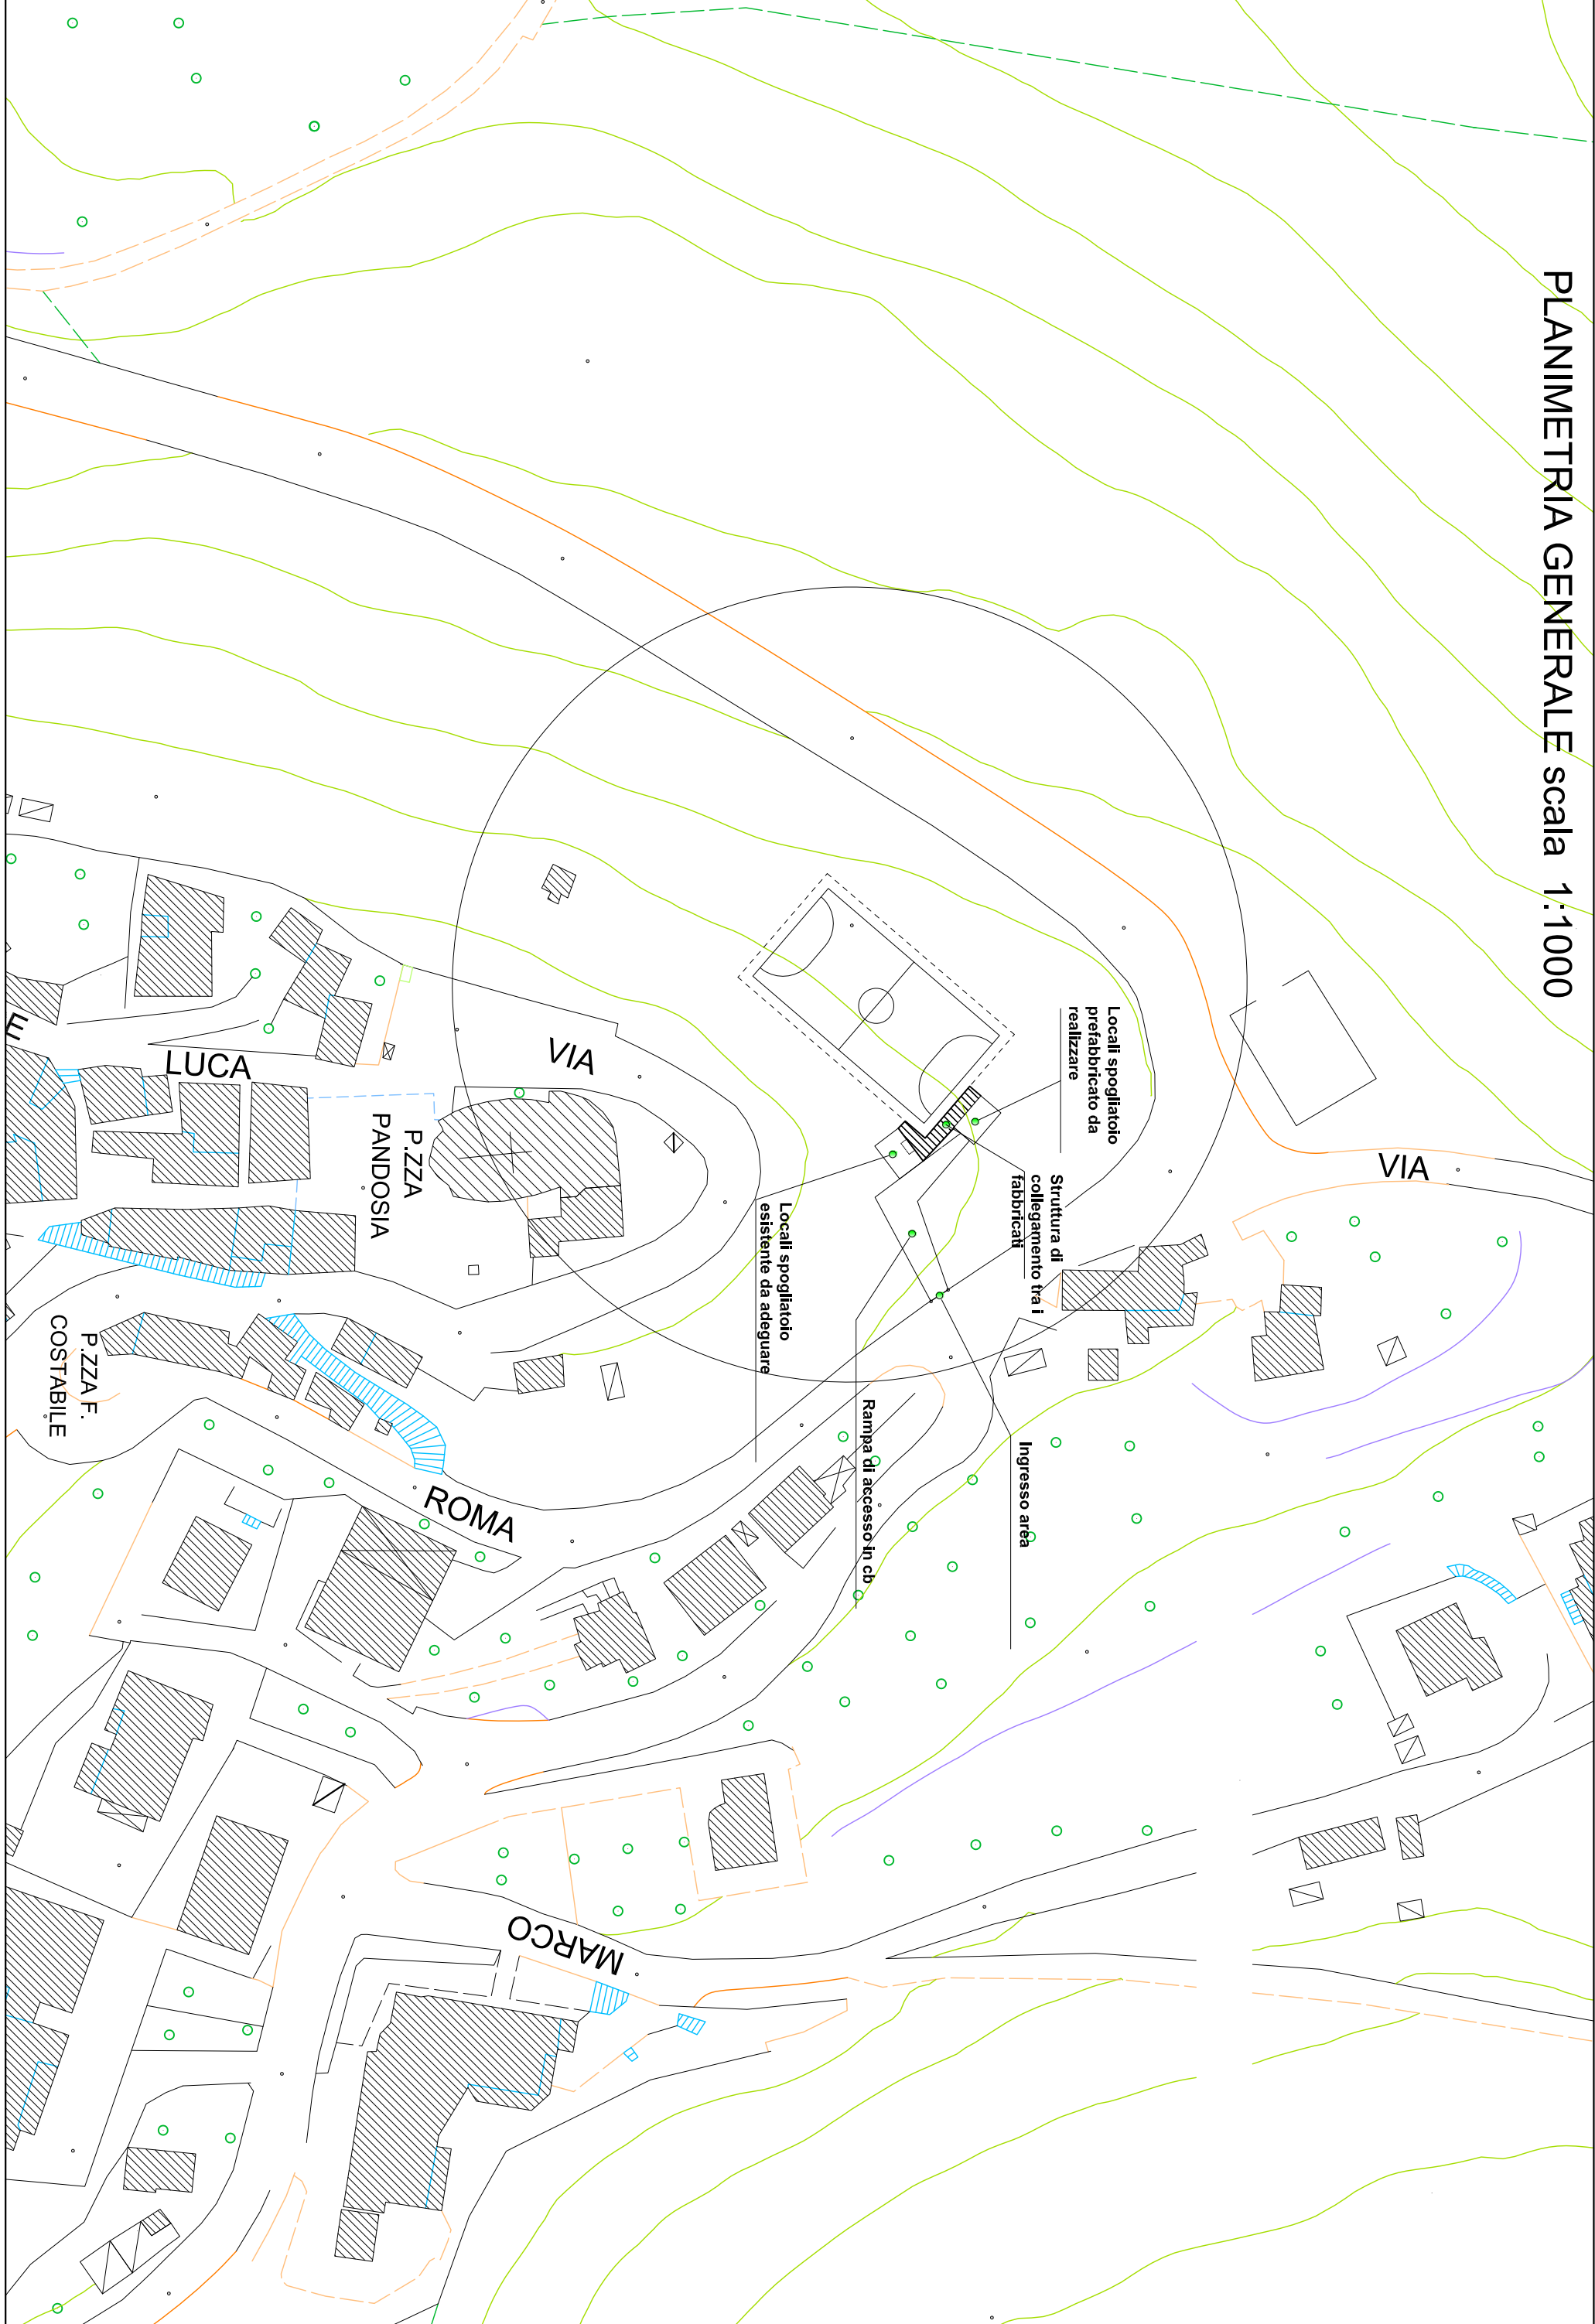 PLANIMETRIA GENERALE scala 1:1000
Locali spogliatoio
prefabbricato da
realizzare
Struttura di
collegamento tra i
fabbricati
Locali spogliatoio
esistente da adeguare
Rampa di accesso in cb
Ingresso area
VIA
VIA
LUCA
P.ZZA
PANDOSIA
E
P.ZZA F.
COSTABILE
ROMA
MARCO